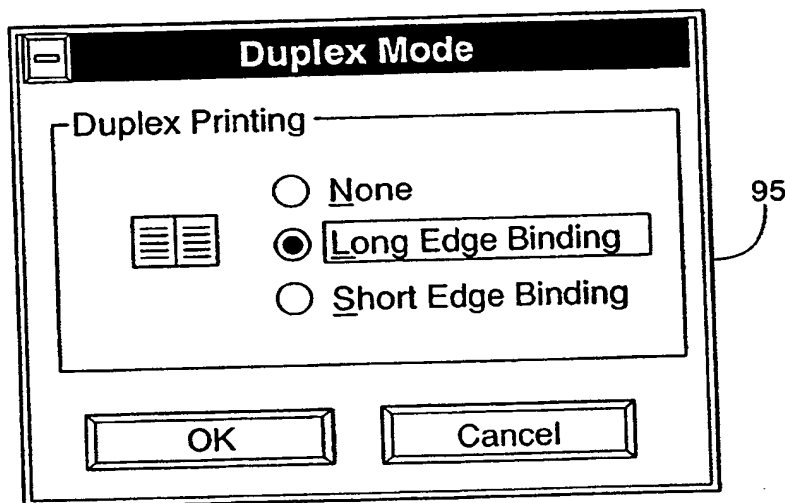 Duplex Mode
Duplex Printing
None
95
Long Edge Binding
Short Edge Binding
OK
Cancel